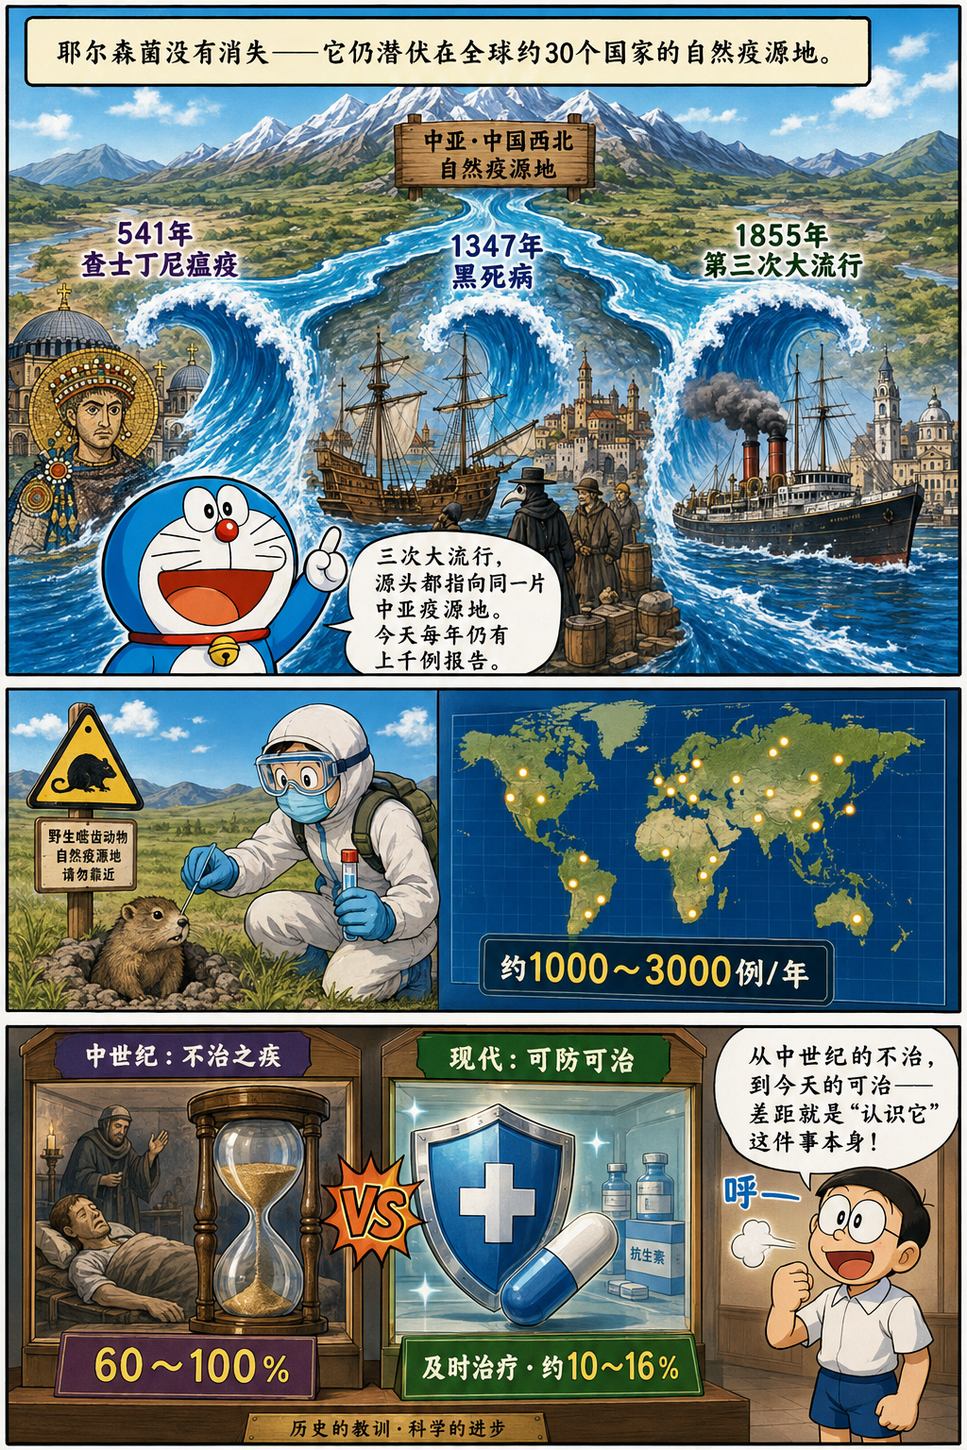 耶尔森菌没有消失——它仍潜伏在全球约30个国家的自然疫源地。
中亚·中国西北
自然疫源地
541年
查士丁尼瘟疫
1347年
黑死病
1855年
第三次大流行
三次大流行，
源头都指向同一片
中亚疫源地。
今天每年仍有
上千例报告。
野生啮齿动物
自然疫源地
请勿靠近
约1000～3000例/年
中世纪：不治之疾
现代：可防可治
VS
抗生素
60～100%
及时治疗·约10～16%
历史的教训·科学的进步
从中世纪的不治，
到今天的可治——
差距就是“认识它”
这件事本身！
呼—